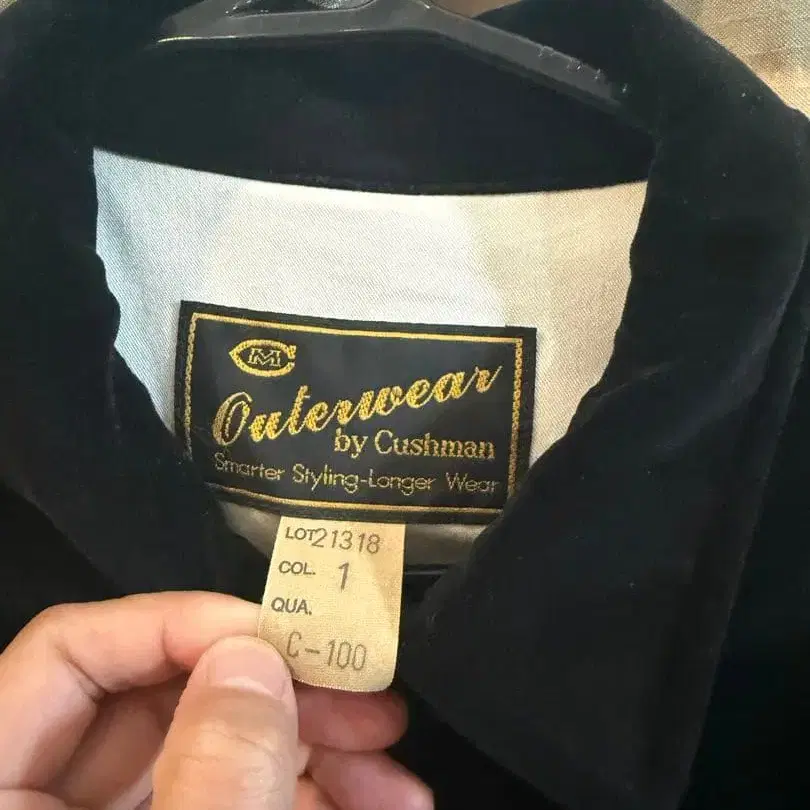 CM
Outerwear
by Cushman
Smarter Styling-Longer Wear
LOT 21318
COL. 1
QUA.
C-100